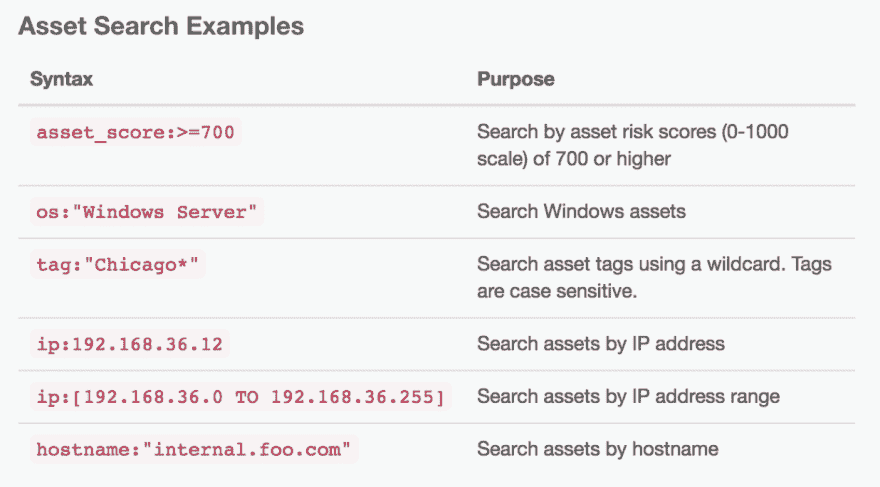 Asset Search Examples
Syntax Purpose
asset_score:>=700 Search by asset risk scores (0-1000
scale) of 700 or higher
os:"Windows Server" Search Windows assets
tag:"Chicago*" Search asset tags using a wildcard. Tags
are case sensitive.
ip:192.168.36.12 Search assets by IP address
ip:[192.168.36.0 TO 192.168.36.255] Search assets by IP address range
hostname:"internal.foo.com" Search assets by hostname